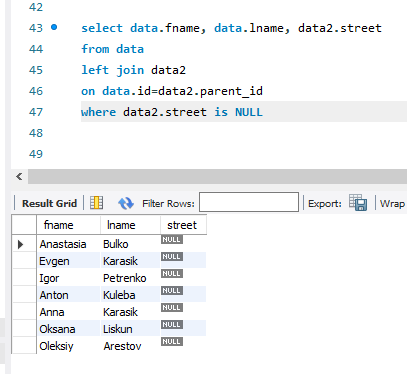 42
43 select data.fname, data.lname, data2.street
44 from data
45 left join data2
46 on data.id=data2.parent_id
47 where data2.street is NULL
48
49
Result Grid Filter Rows: Export: Wrap
fname lname street
Anastasia Bulko NULL
Evgen Karasik NULL
Igor Petrenko NULL
Anton Kuleba NULL
Anna Karasik NULL
Oksana Liskun NULL
Oleksiy Arestov NULL